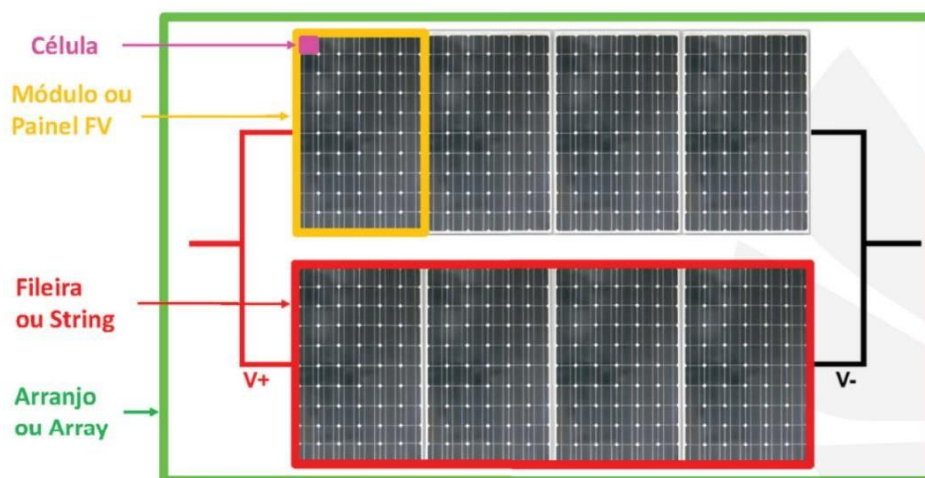 Célula
Módulo ou
Painel FV
Fileira
ou String
V+
V-
Arranjo
ou Array